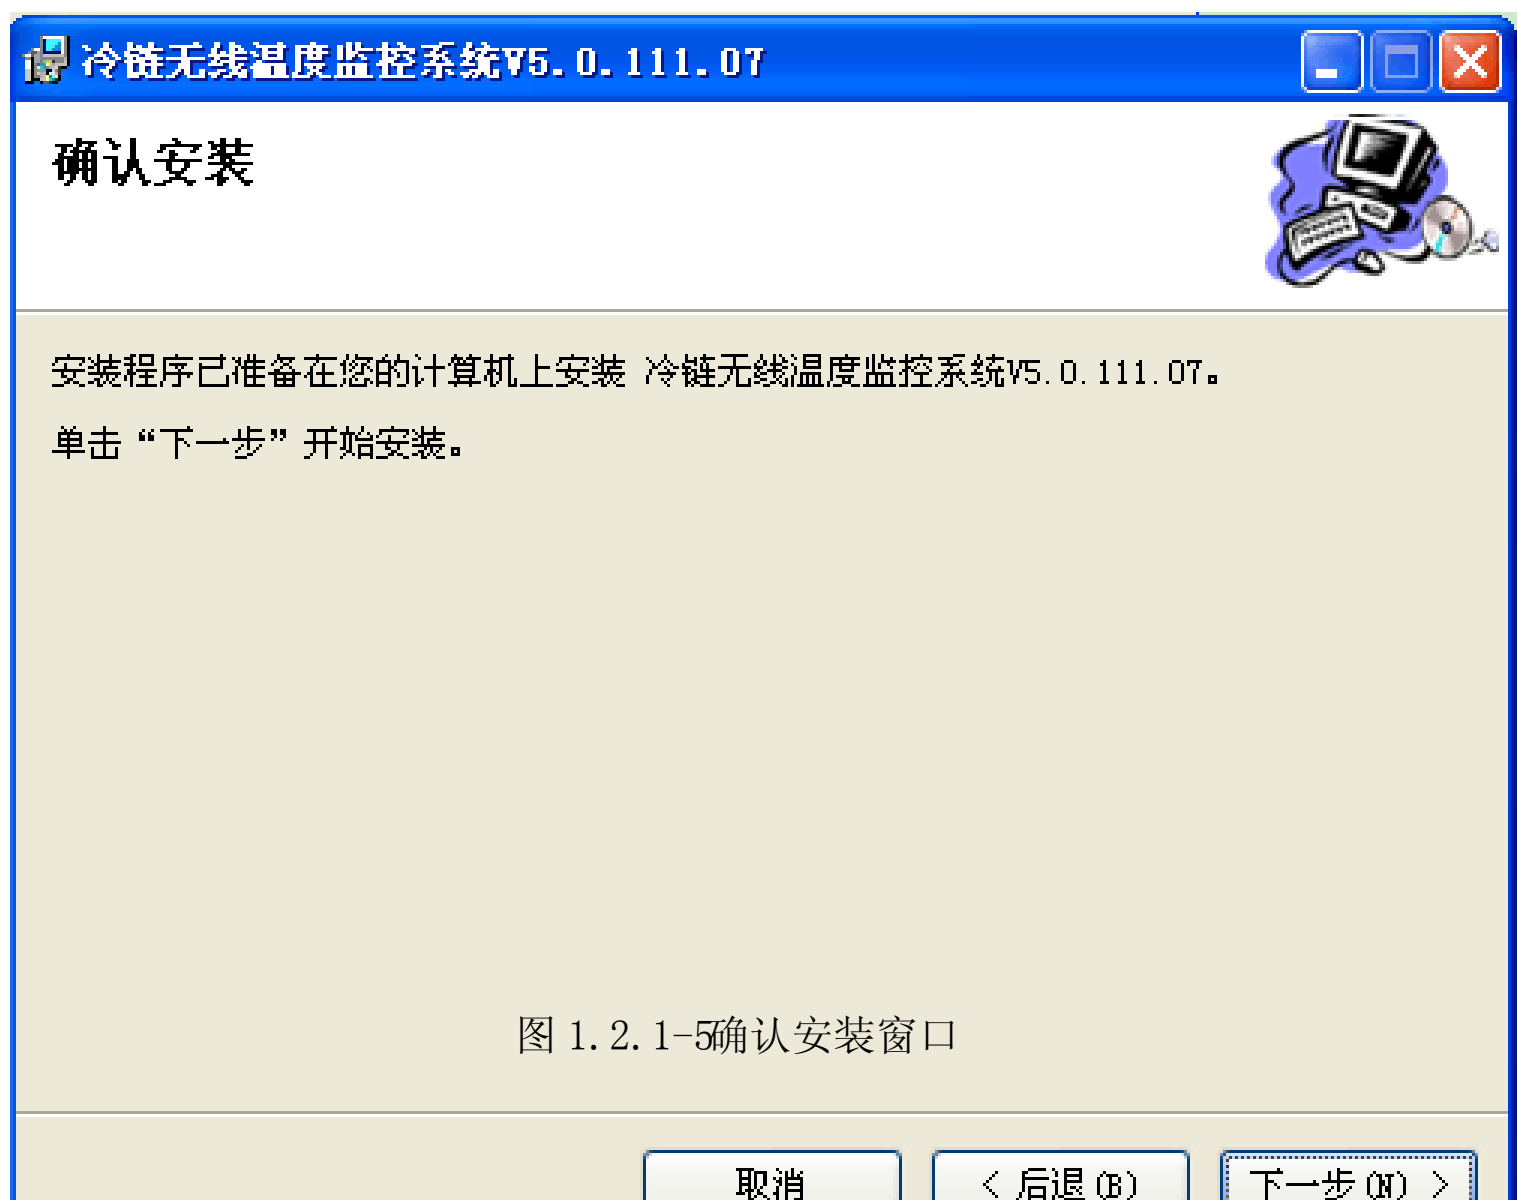 冷链无线温度监控系统V5.0.111.07
确认安装
安装程序已准备在您的计算机上安装 冷链无线温度监控系统V5.0.111.07。
单击“下一步”开始安装。
图 1.2.1-5确认安装窗口
取消 < 后退(B) 下一步(N) >